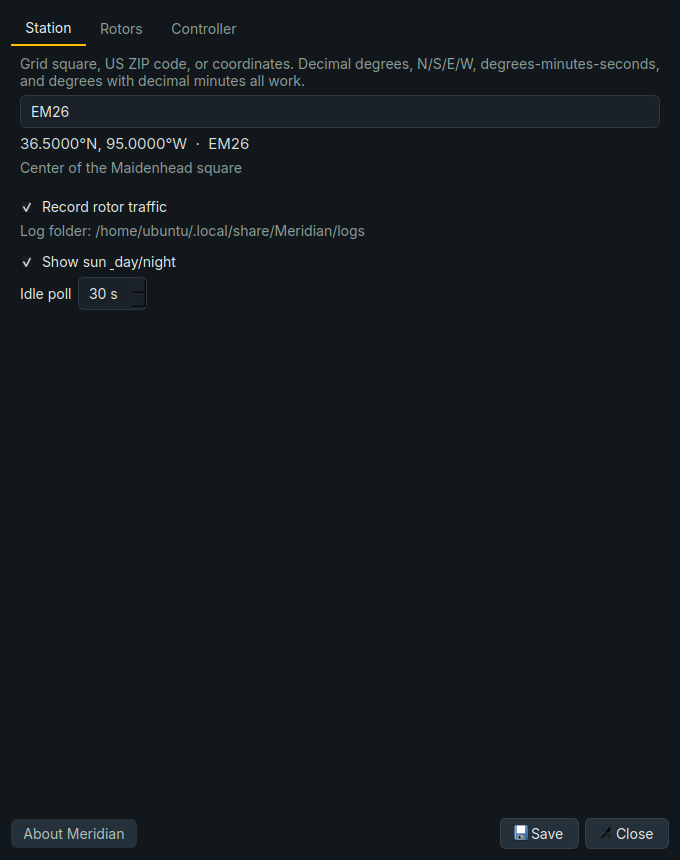 Station Rotors Controller
Grid square, US ZIP code, or coordinates. Decimal degrees, N/S/E/W, degrees-minutes-seconds,
and degrees with decimal minutes all work.
EM26
36.5000°N, 95.0000°W · EM26
Center of the Maidenhead square
Record rotor traffic
Log folder: /home/ubuntu/.local/share/Meridian/logs
Show sun _day/night
Idle poll 30 s
About Meridian Save Close